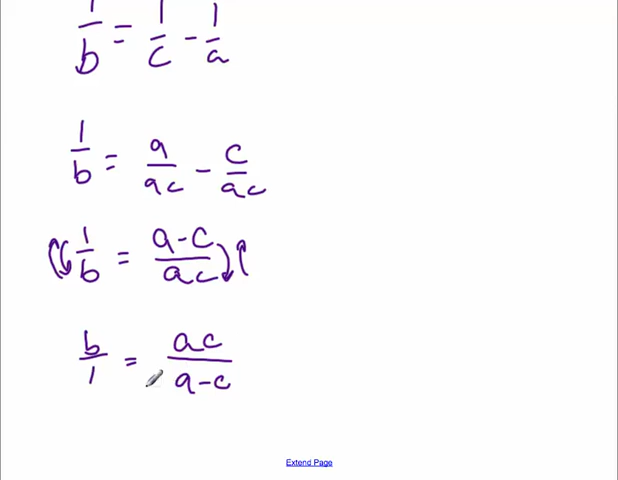 1/b = 1/c - 1/a
1/b = a/ac - c/ac
1/b = a-c/ac
b/1 = ac/a-c
Extend Page